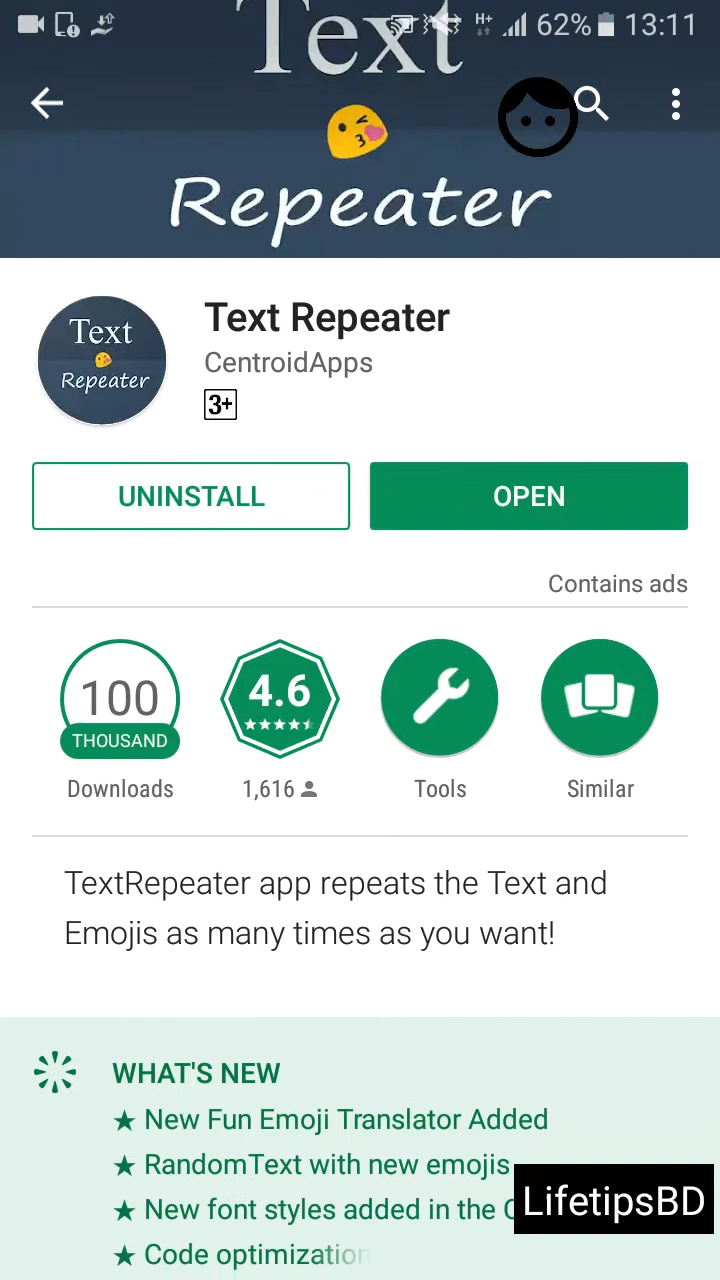 Text
H+ 62% 13:11
Repeater
Text
Repeater
Text Repeater
CentroidApps
3+
UNINSTALL
OPEN
Contains ads
100
THOUSAND
Downloads
4.6
1,616
Tools
Similar
TextRepeater app repeats the Text and
Emojis as many times as you want!
WHAT'S NEW
★ New Fun Emoji Translator Added
★ RandomText with new emojis
★ New font styles added in the
★ Code optimization
LifetipsBD